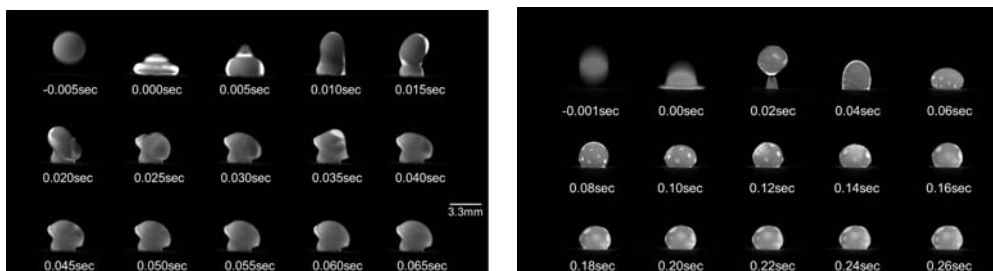 -0.005sec 0.000sec 0.005sec 0.010sec 0.015sec
0.020sec 0.025sec 0.030sec 0.035sec 0.040sec
3.3mm
0.045sec 0.050sec 0.055sec 0.060sec 0.065sec
-0.001sec 0.00sec 0.02sec 0.04sec 0.06sec
0.08sec 0.10sec 0.12sec 0.14sec 0.16sec
0.18sec 0.20sec 0.22sec 0.24sec 0.26sec